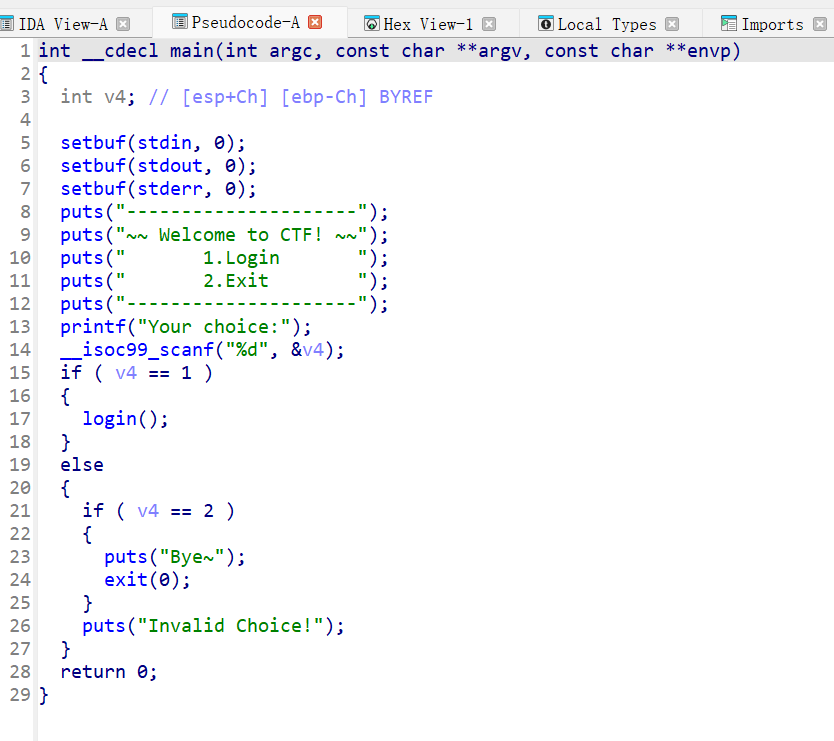 IDA View-A Pseudocode-A Hex View-1 Local Types Imports
1 int __cdecl main(int argc, const char **argv, const char **envp)
2 {
3   int v4; // [esp+Ch] [ebp-Ch] BYREF
4
5   setbuf(stdin, 0);
6   setbuf(stdout, 0);
7   setbuf(stderr, 0);
8   puts("---------------------");
9   puts("~~ Welcome to CTF! ~~");
10   puts("       1.Login       ");
11   puts("       2.Exit        ");
12   puts("---------------------");
13   printf("Your choice:");
14   __isoc99_scanf("%d", &v4);
15   if ( v4 == 1 )
16   {
17     login();
18   }
19   else
20   {
21     if ( v4 == 2 )
22     {
23       puts("Bye~");
24       exit(0);
25     }
26     puts("Invalid Choice!");
27   }
28   return 0;
29 }